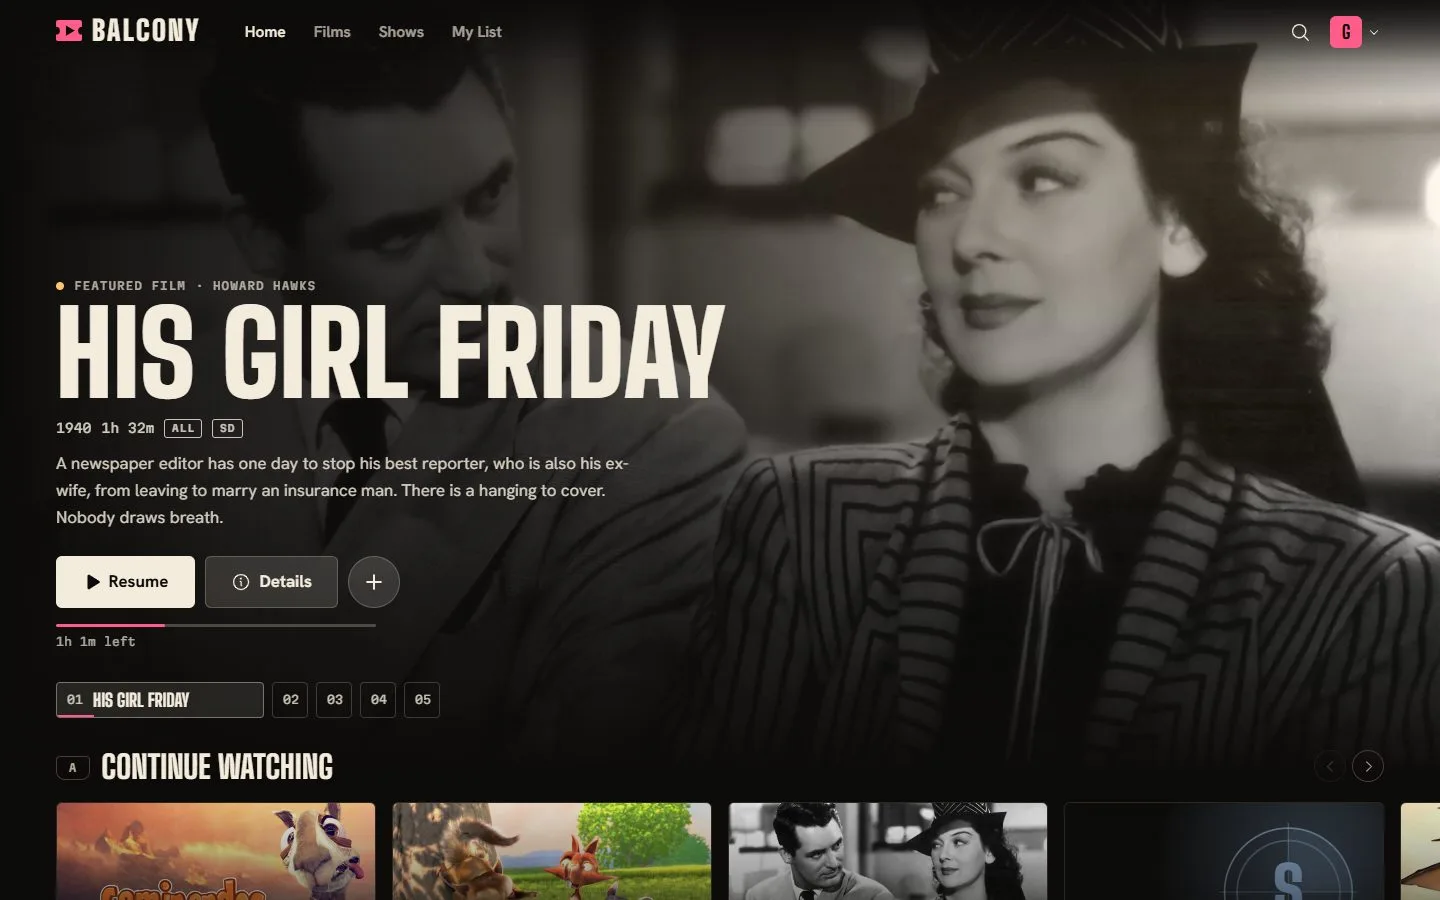 BALCONY
Home Films Shows My List
G
FEATURED FILM · HOWARD HAWKS
HIS GIRL FRIDAY
1940 1h 32m ALL SD
A newspaper editor has one day to stop his best reporter, who is also his ex-
wife, from leaving to marry an insurance man. There is a hanging to cover.
Nobody draws breath.
Resume Details
1h 1m left
01 HIS GIRL FRIDAY 02 03 04 05
A CONTINUE WATCHING
Caminandes
S